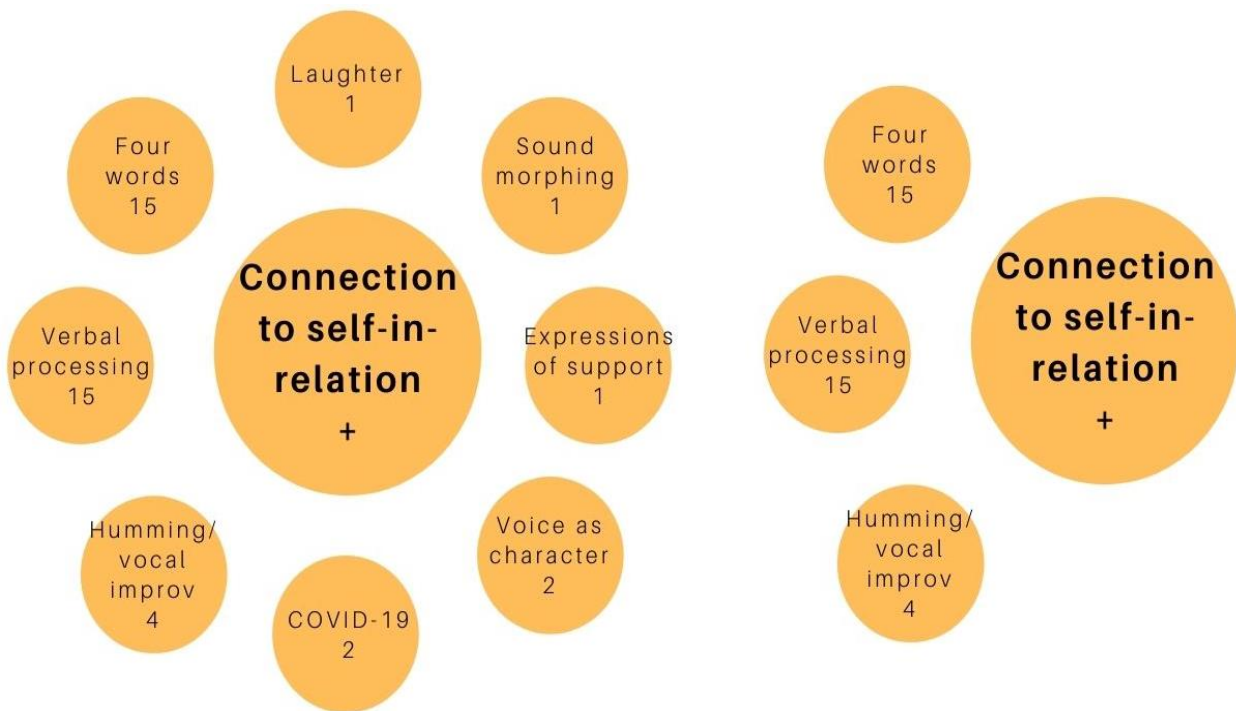 Laughter
1
Four
words
15
Sound
morphing
1
Connection
to self-in-
relation
+
Verbal
processing
15
Expressions
of support
1
Humming/
vocal
improv
4
Voice as
character
2
COVID-19
2
Four
words
15
Connection
to self-in-
relation
+
Verbal
processing
15
Humming/
vocal
improv
4